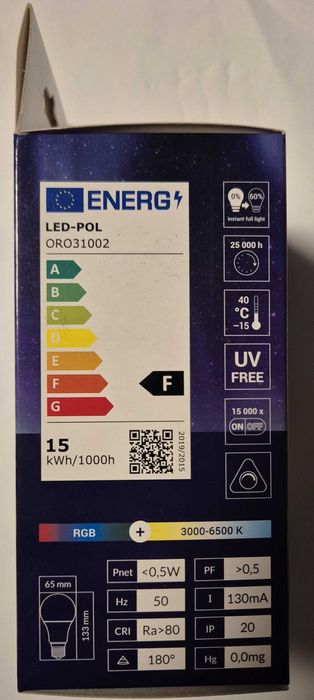 ENERG
LED-POL
ORO31002
A
B
C
D
E
F
G
F
15
kWh/1000h
2019/2015
0% 60%
instant full light
25 000 h
40
°C
-15
UV
FREE
15 000 x
ON OFF
RGB + 3000-6500 K
65 mm
133 mm
Pnet <0,5W PF >0,5
Hz 50 I 130mA
CRI Ra>80 IP 20
180° Hg 0,0mg